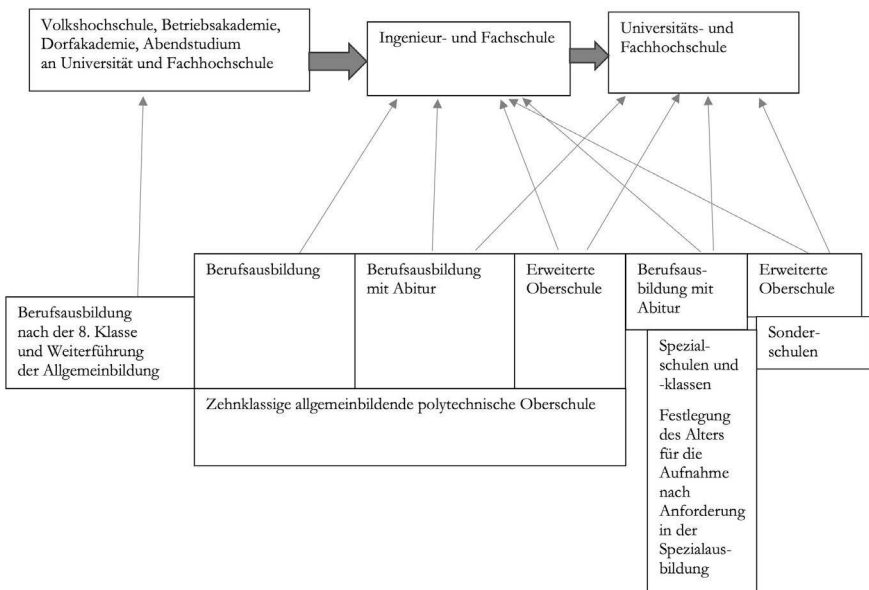 Volkshochschule, Betriebsakademie,
Dorfakademie, Abendstudium
an Universität und Fachhochschule
Ingenieur- und Fachschule
Universitäts- und
Fachhochschule
Berufsausbildung
nach der 8. Klasse
und Weiterführung
der Allgemeinbildung
Berufsausbildung
Berufsausbildung
mit Abitur
Erweiterte
Oberschule
Berufsaus-
bildung mit
Abitur
Erweiterte
Oberschule
Zehnklassige allgemeinbildende polytechnische Oberschule
Spezial-
schulen und
-klassen
Festlegung
des Alters
für die
Aufnahme
nach
Anforderung
in der
Spezialaus-
bildung
Sonder-
schulen